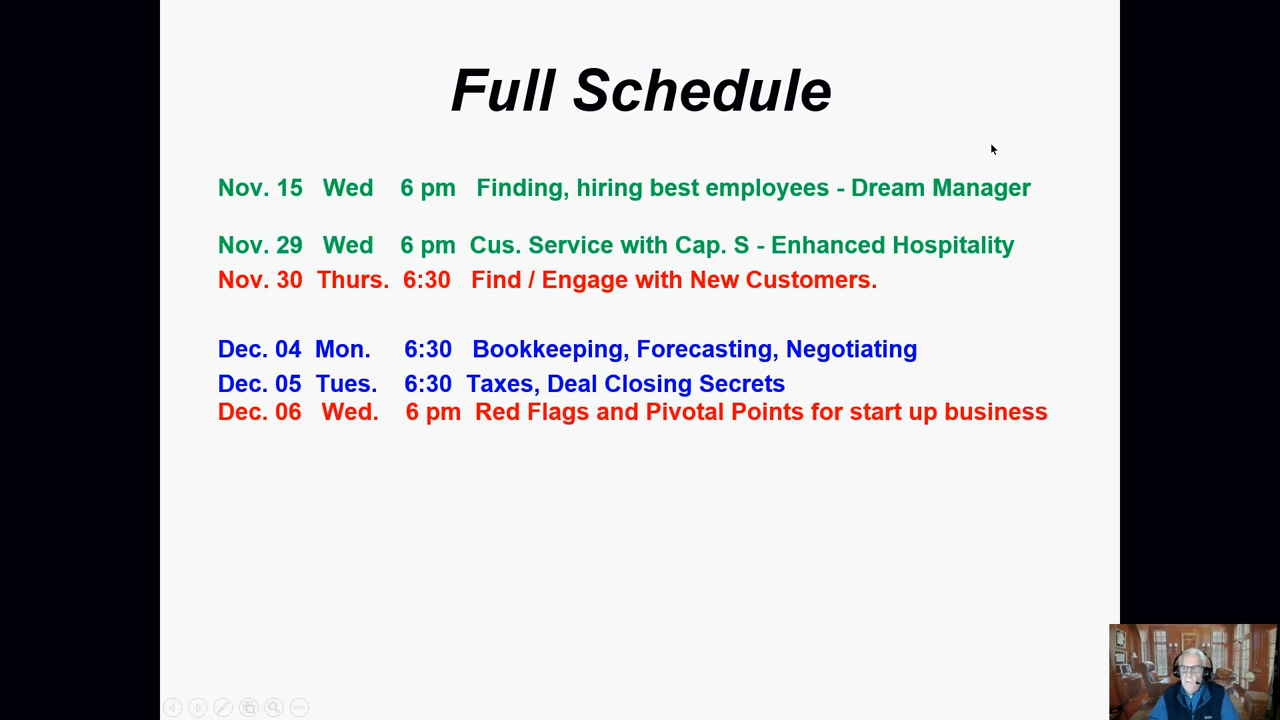 Full Schedule
Nov. 15 Wed 6 pm Finding, hiring best employees - Dream Manager
Nov. 29 Wed 6 pm Cus. Service with Cap. S - Enhanced Hospitality
Nov. 30 Thurs. 6:30 Find / Engage with New Customers.
Dec. 04 Mon. 6:30 Bookkeeping, Forecasting, Negotiating
Dec. 05 Tues. 6:30 Taxes, Deal Closing Secrets
Dec. 06 Wed. 6 pm Red Flags and Pivotal Points for start up business